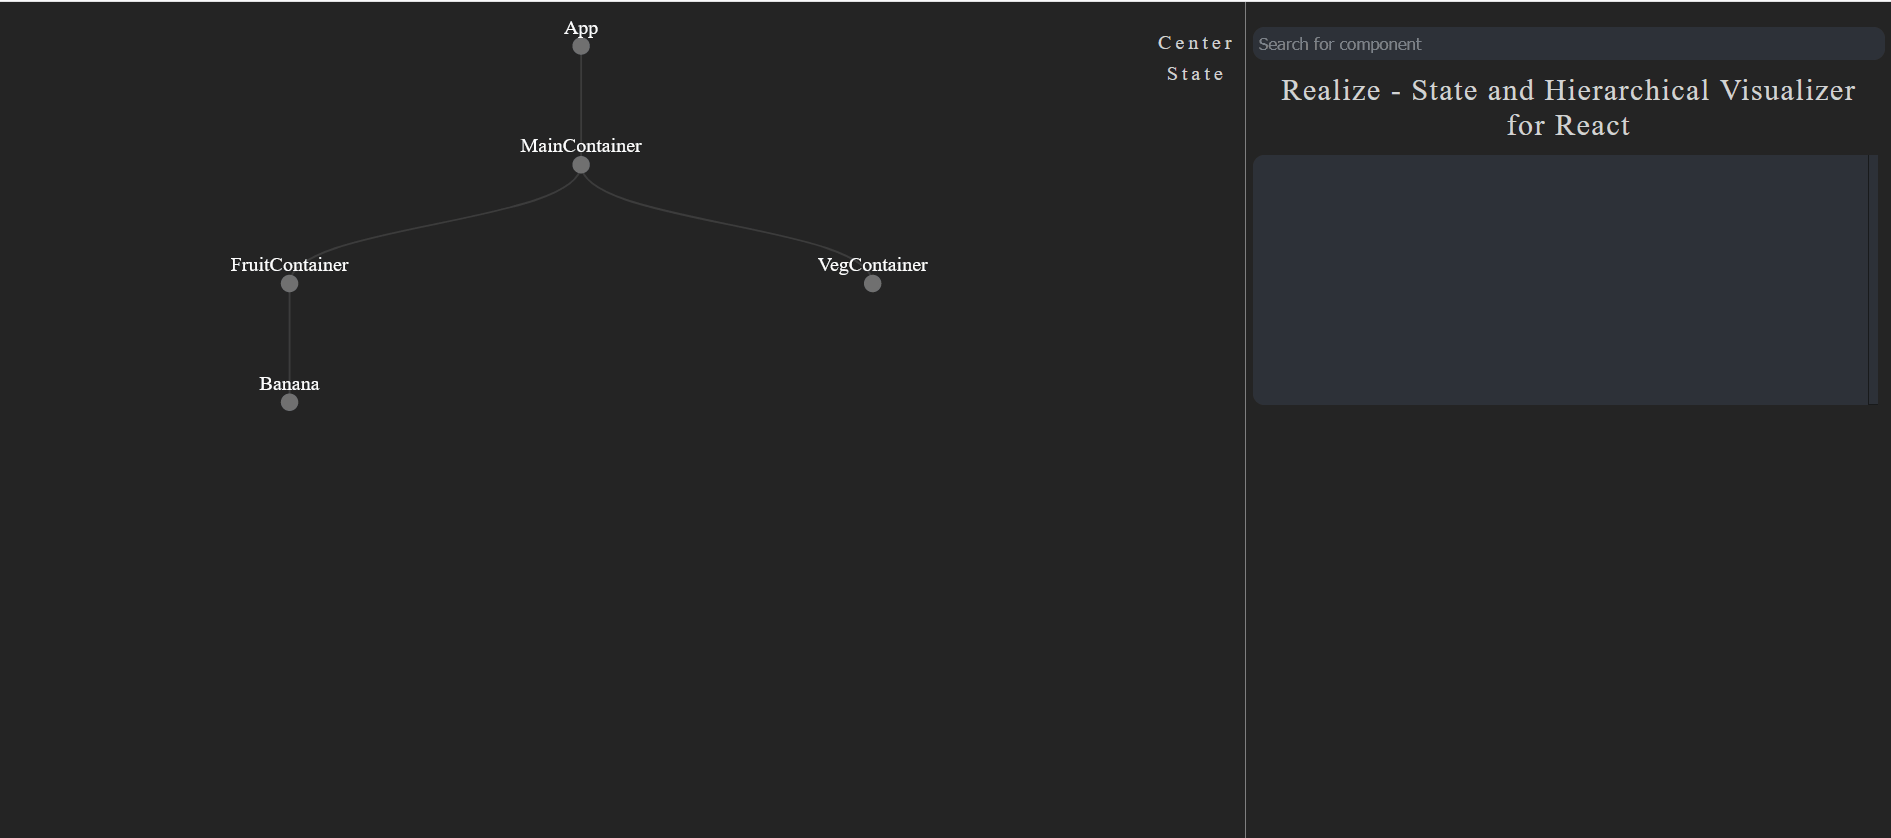 App
MainContainer
FruitContainer
VegContainer
Banana
Center
State
Search for component
Realize - State and Hierarchical Visualizer
for React